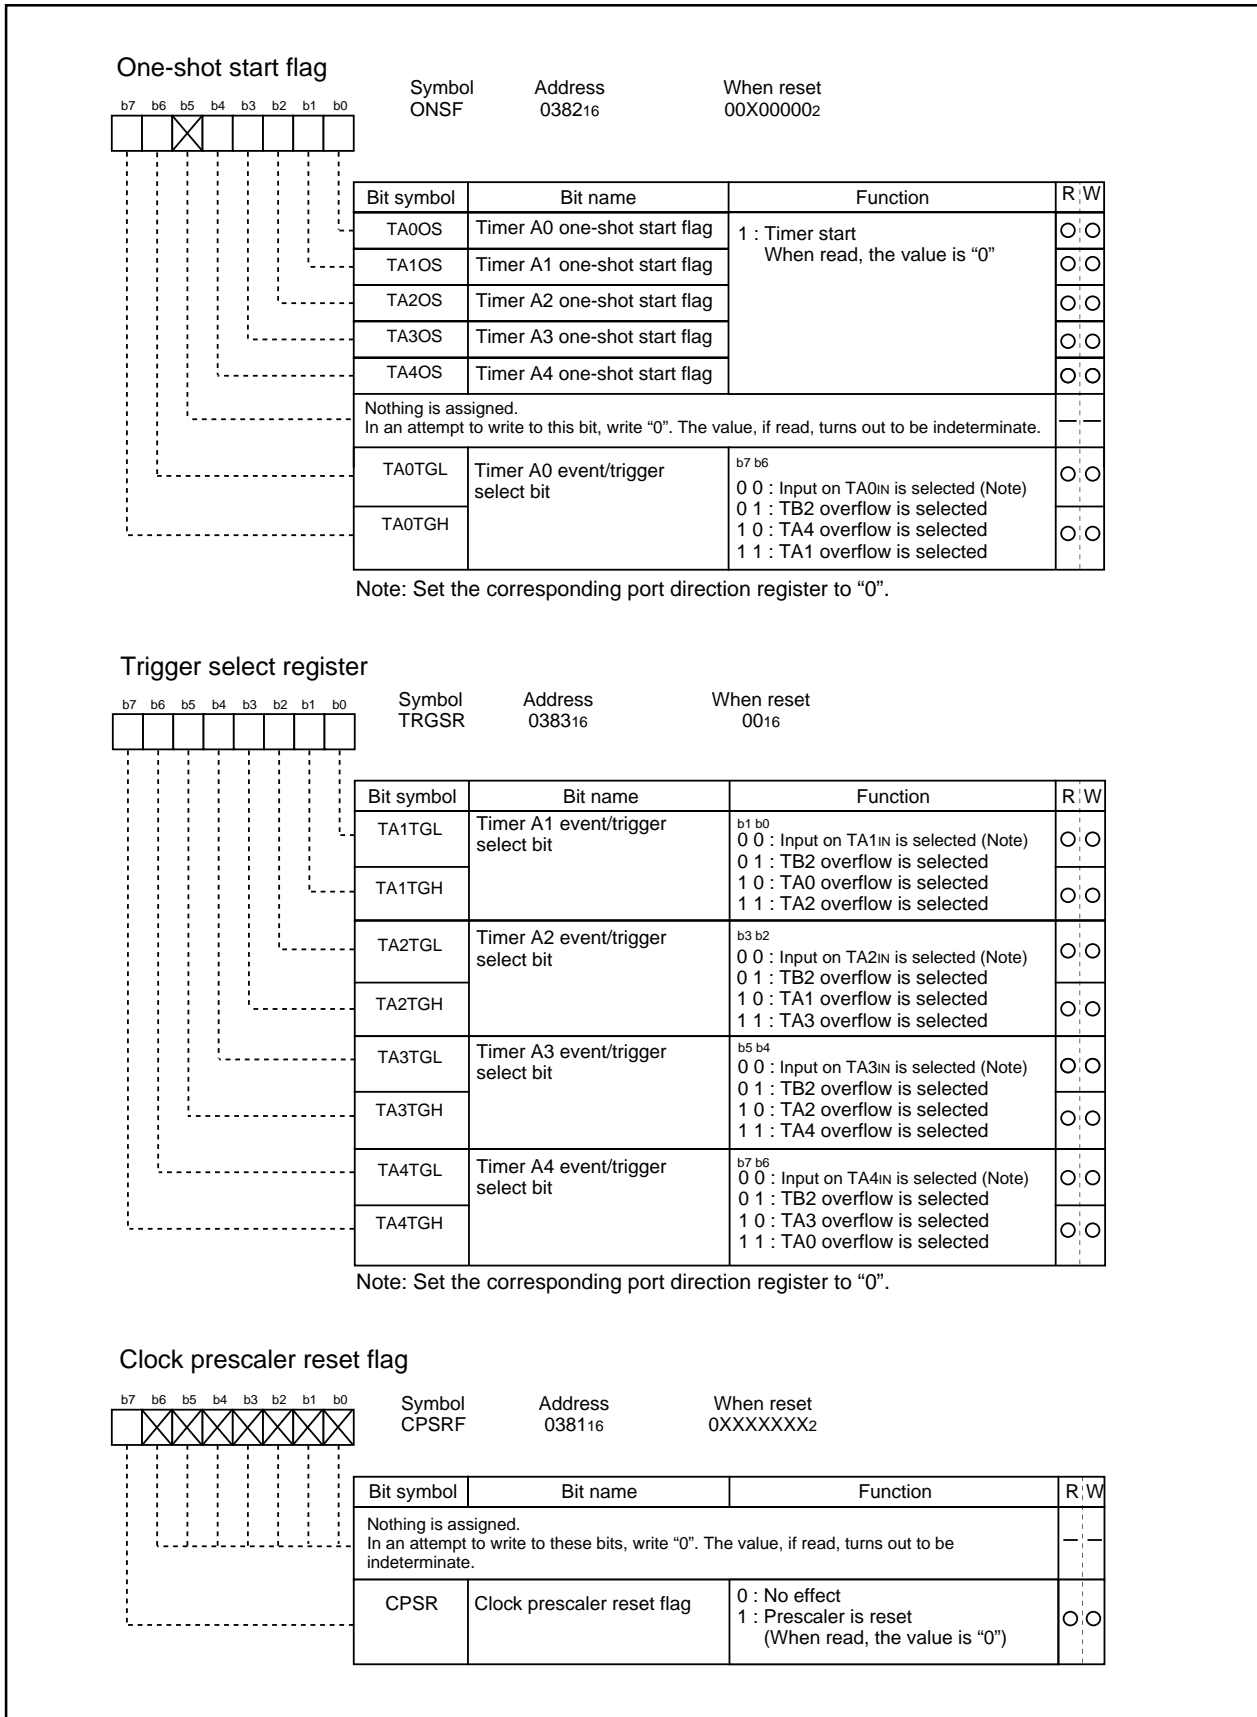 One-shot start flag
Symbol Address When reset
ONSF 038216 00X000002
b7 b6 b5 b4 b3 b2 b1 b0
Bit symbol Bit name Function R W
TA0OS Timer A0 one-shot start flag 1 : Timer start
When read, the value is “0”
TA1OS Timer A1 one-shot start flag
TA2OS Timer A2 one-shot start flag
TA3OS Timer A3 one-shot start flag
TA4OS Timer A4 one-shot start flag
Nothing is assigned.
In an attempt to write to this bit, write “0”. The value, if read, turns out to be indeterminate.
TA0TGL Timer A0 event/trigger
select bit
TA0TGH
b7 b6
0 0 : Input on TA0IN is selected (Note)
0 1 : TB2 overflow is selected
1 0 : TA4 overflow is selected
1 1 : TA1 overflow is selected
Note: Set the corresponding port direction register to “0”.
Trigger select register
Symbol Address When reset
TRGSR 038316 0016
b7 b6 b5 b4 b3 b2 b1 b0
Bit symbol Bit name Function R W
TA1TGL Timer A1 event/trigger
select bit
TA1TGH
b1 b0
0 0 : Input on TA1IN is selected (Note)
0 1 : TB2 overflow is selected
1 0 : TA0 overflow is selected
1 1 : TA2 overflow is selected
TA2TGL Timer A2 event/trigger
select bit
TA2TGH
b3 b2
0 0 : Input on TA2IN is selected (Note)
0 1 : TB2 overflow is selected
1 0 : TA1 overflow is selected
1 1 : TA3 overflow is selected
TA3TGL Timer A3 event/trigger
select bit
TA3TGH
b5 b4
0 0 : Input on TA3IN is selected (Note)
0 1 : TB2 overflow is selected
1 0 : TA2 overflow is selected
1 1 : TA4 overflow is selected
TA4TGL Timer A4 event/trigger
select bit
TA4TGH
b7 b6
0 0 : Input on TA4IN is selected (Note)
0 1 : TB2 overflow is selected
1 0 : TA3 overflow is selected
1 1 : TA0 overflow is selected
Note: Set the corresponding port direction register to “0”.
Clock prescaler reset flag
Symbol Address When reset
CPSRF 038116 0XXXXXXX2
b7 b6 b5 b4 b3 b2 b1 b0
Bit symbol Bit name Function R W
Nothing is assigned.
In an attempt to write to these bits, write “0”. The value, if read, turns out to be
indeterminate.
CPSR Clock prescaler reset flag 0 : No effect
1 : Prescaler is reset
(When read, the value is “0”)